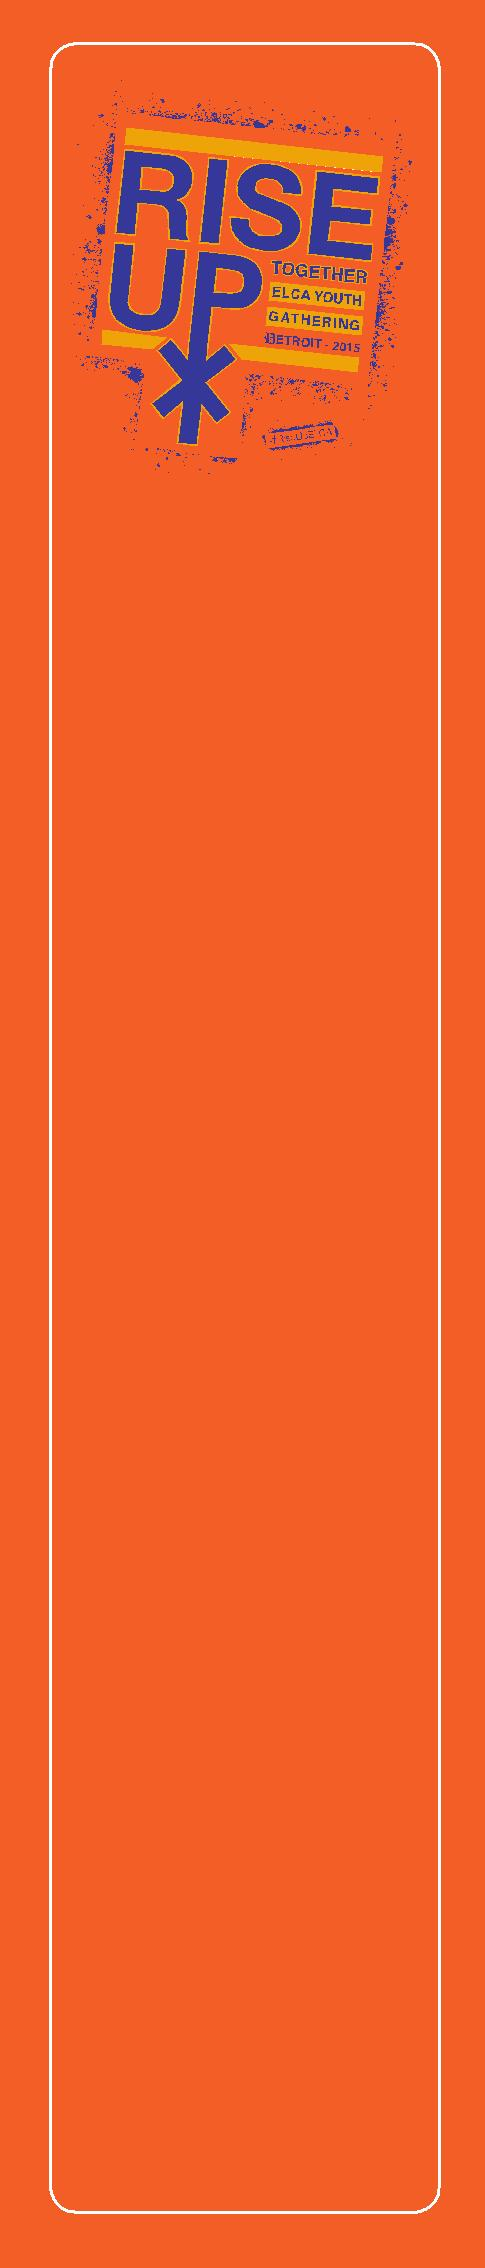 RISE
UP
TOGETHER
ELCA YOUTH
GATHERING
DETROIT - 2015